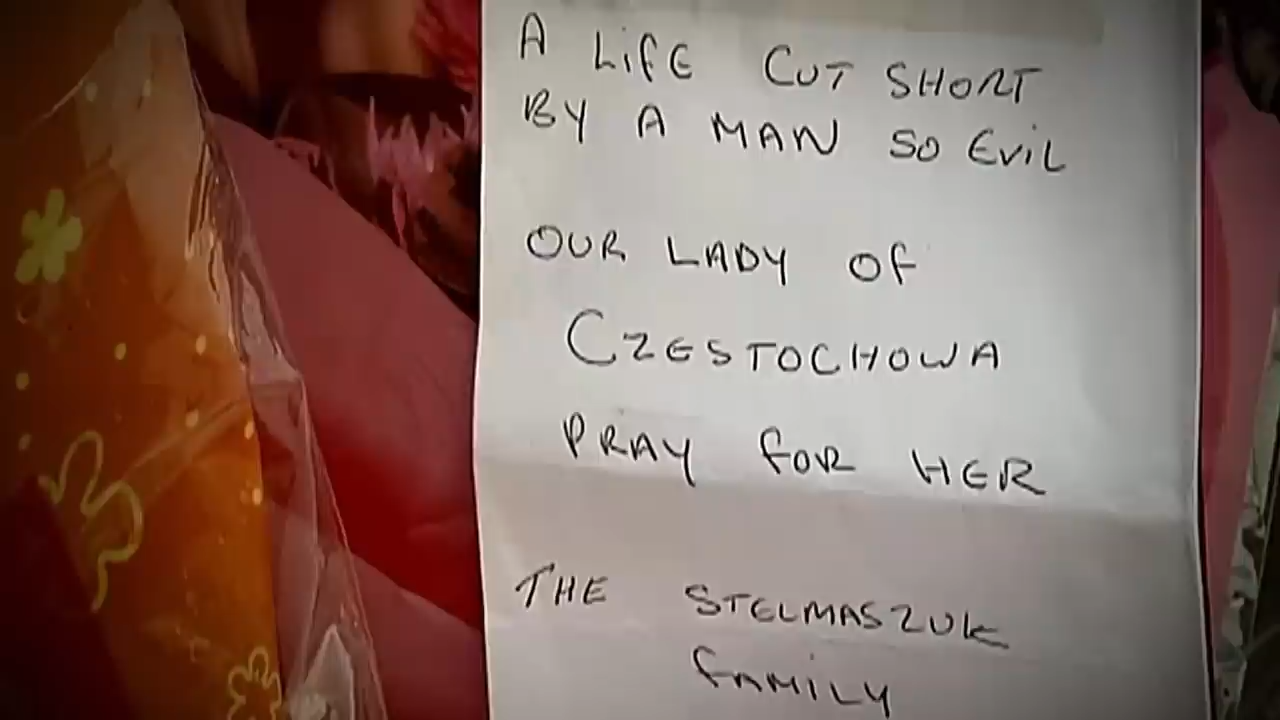 A LIFE CUT SHORT
BY A MAN SO EVIL
OUR LADY OF
CZESTOCHOWA
PRAY FOR HER
THE STELMASZUK
FAMILY